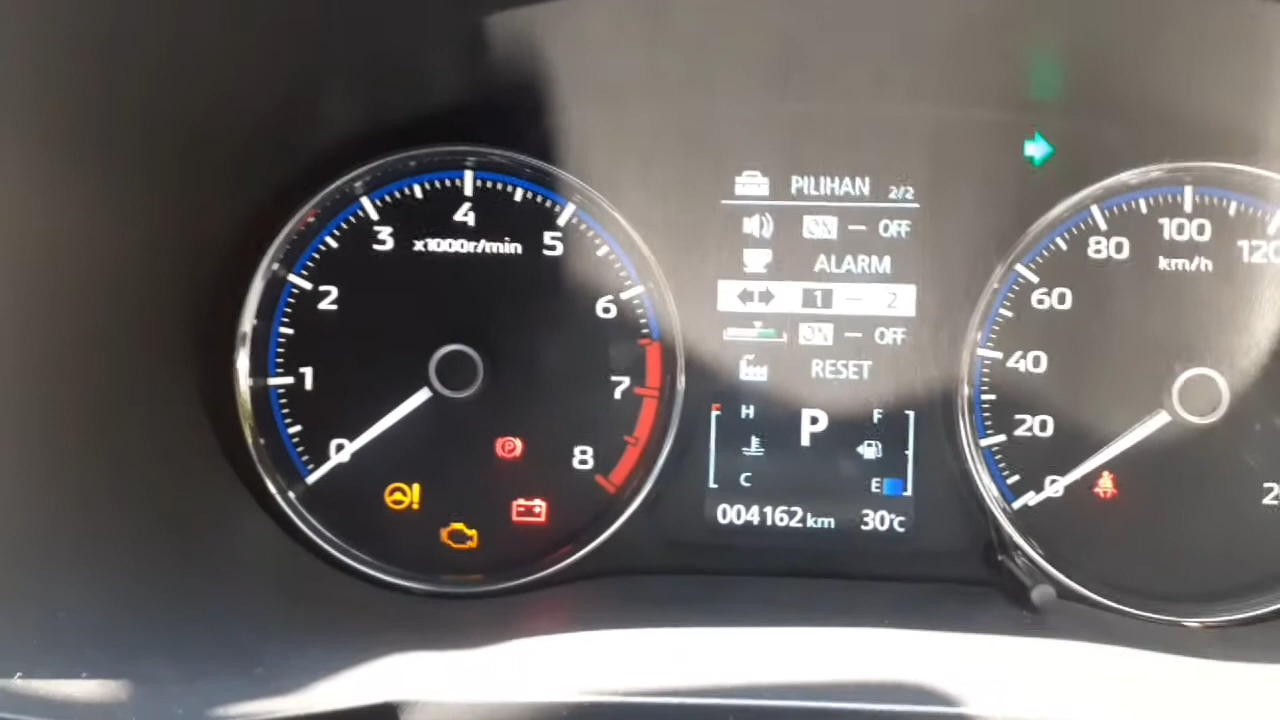 PILIHAN 2/2
ON – OFF
ALARM
1 – 2
ON – OFF
RESET
H P F
C E
004162 km 30°C
0
1
2
3
4
5
6
7
8
x1000r/min
P
!
0
20
40
60
80
100
120
km/h